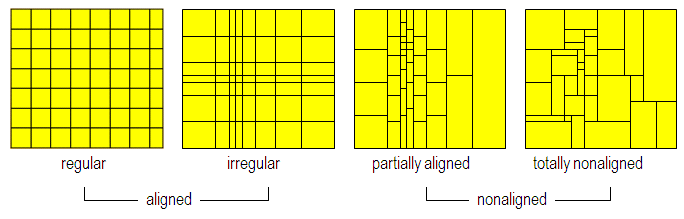 regular
irregular
partially aligned
totally nonaligned
aligned
nonaligned